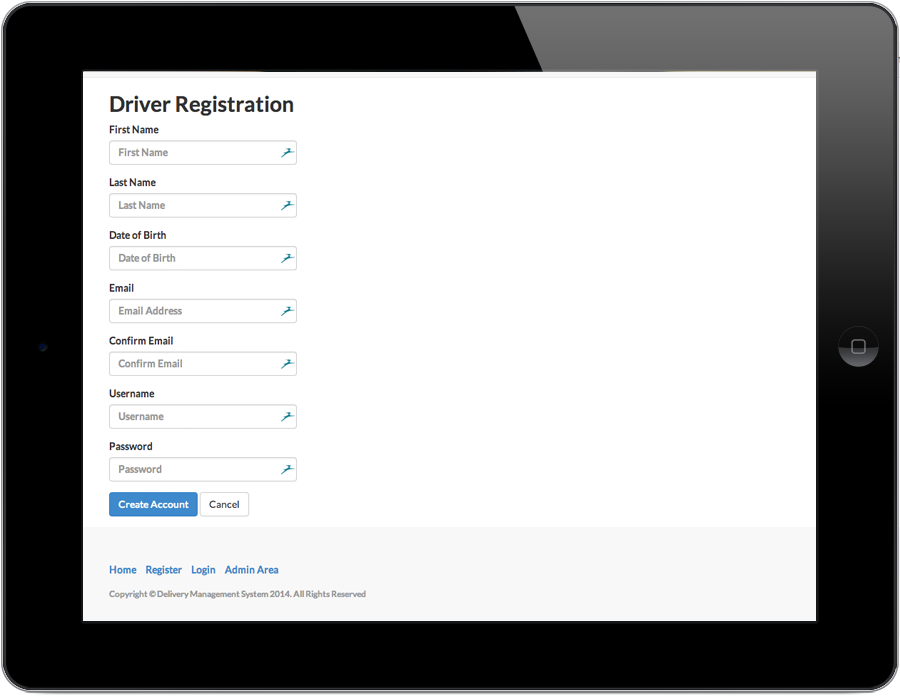 Driver Registration
First Name
First Name
Last Name
Last Name
Date of Birth
Date of Birth
Email
Email Address
Confirm Email
Confirm Email
Username
Username
Password
Password
Create Account Cancel
Home Register Login Admin Area
Copyright © Delivery Management System 2014. All Rights Reserved